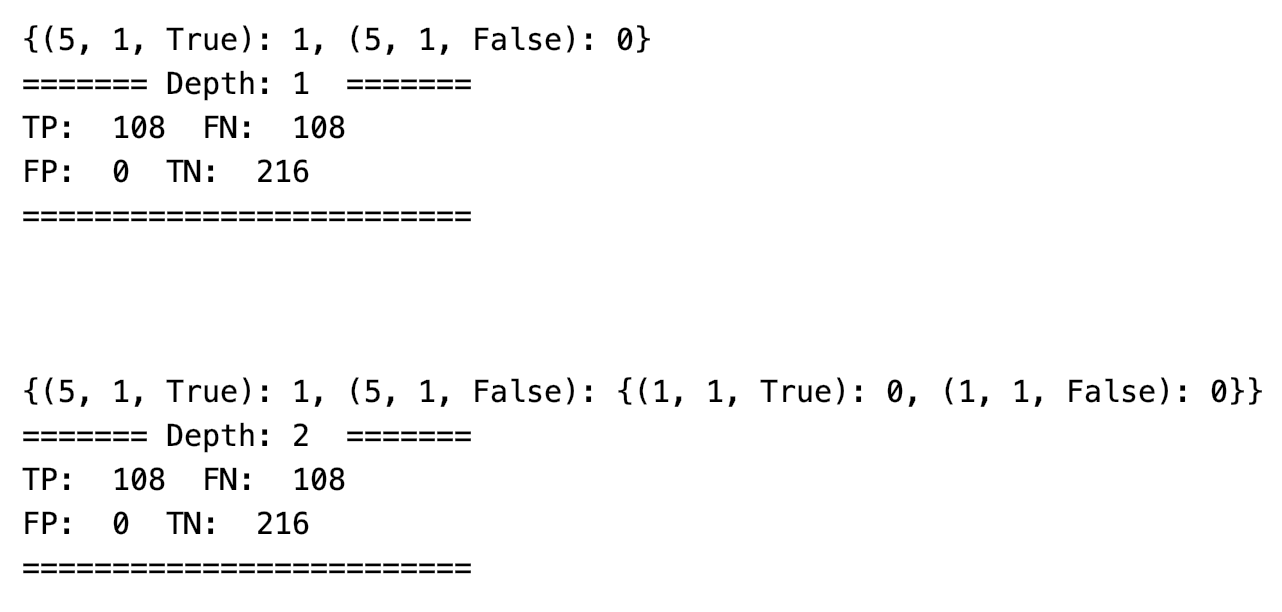 {(5, 1, True): 1, (5, 1, False): 0}
======= Depth: 1  =======
TP:  108  FN:  108
FP:  0  TN:  216
=========================
{(5, 1, True): 1, (5, 1, False): {(1, 1, True): 0, (1, 1, False): 0}}
======= Depth: 2  =======
TP:  108  FN:  108
FP:  0  TN:  216
=========================